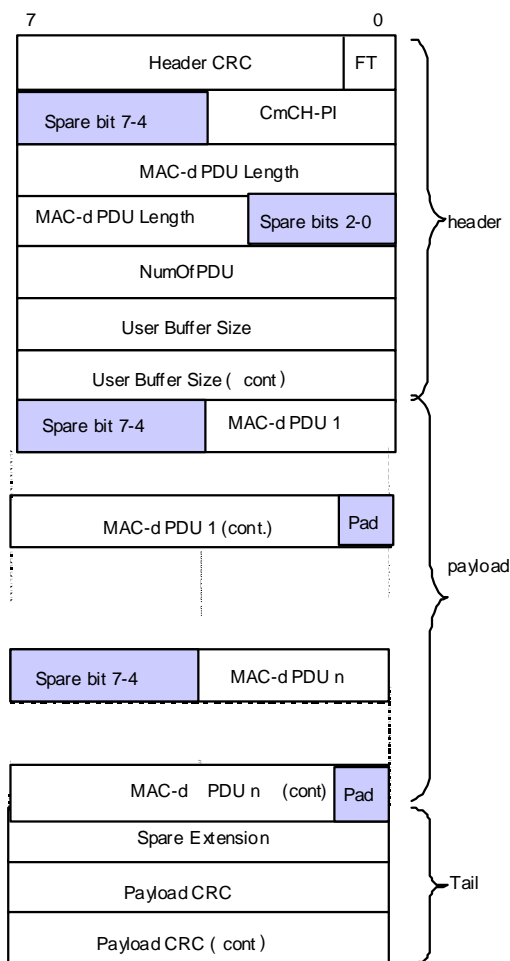 7 0
Header CRC FT
Spare bit 7-4 CmCH-PI
MAC-d PDU Length
MAC-d PDU Length Spare bits 2-0
header
NumOfPDU
User Buffer Size
User Buffer Size ( cont)
Spare bit 7-4 MAC-d PDU 1
MAC-d PDU 1 (cont.) Pad
payload
Spare bit 7-4 MAC-d PDU n
MAC-d PDU n (cont) Pad
Spare Extension
Payload CRC
Tail
Payload CRC ( cont )